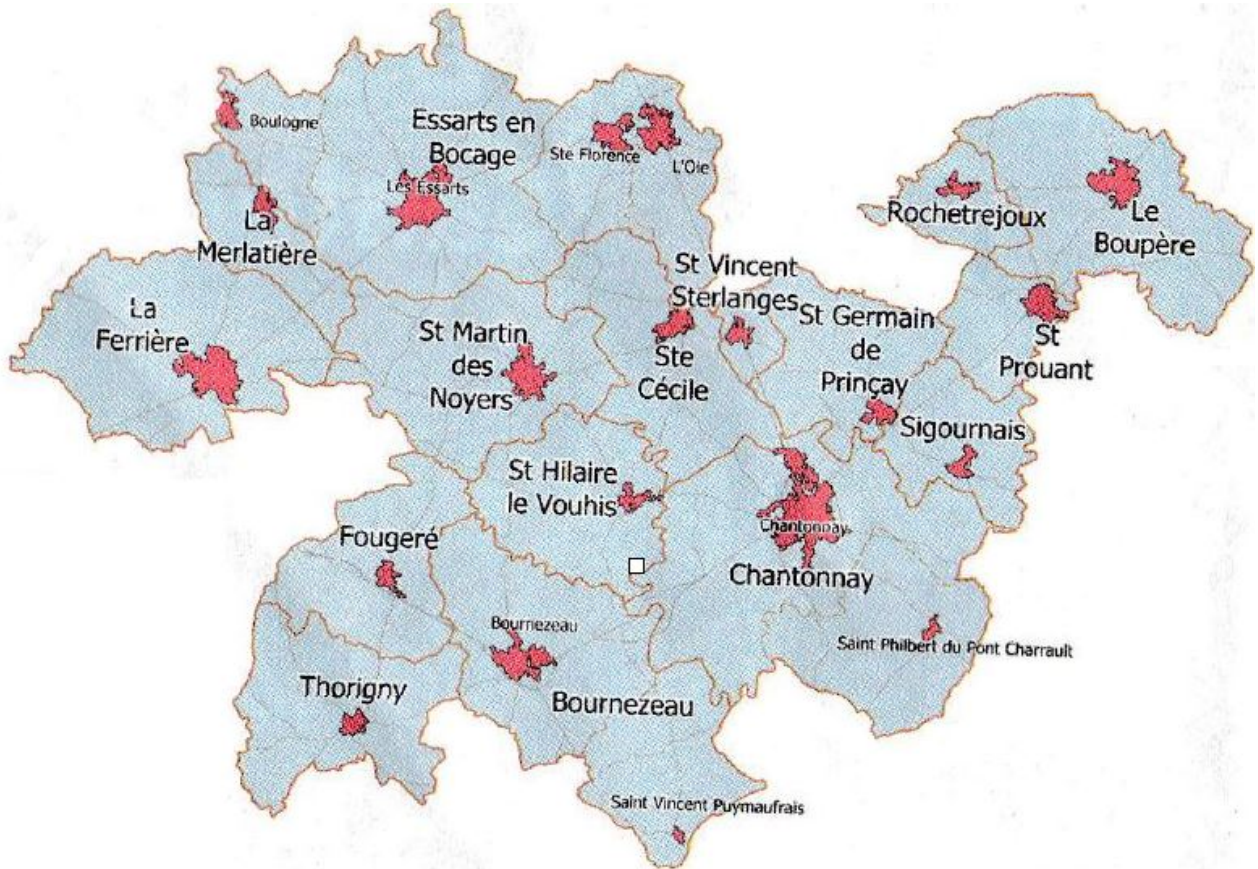 Boulogne
Essarts en
Bocage
Les Essarts
Ste Florence
L'Oie
La
Merlatière
Rochetrejoux
Le
Boupère
St Vincent
Sterlanges
La
Ferrière
St Martin
des
Noyers
Ste
Cécile
St Germain
de
Prinçay
St
Prouant
Sigournais
St Hilaire
le Vouhis
Chantonnay
Chantonnay
Fougeré
Bournezeau
Saint Philbert du Pont Charrault
Thorigny
Bournezeau
Saint Vincent Puymaufrais